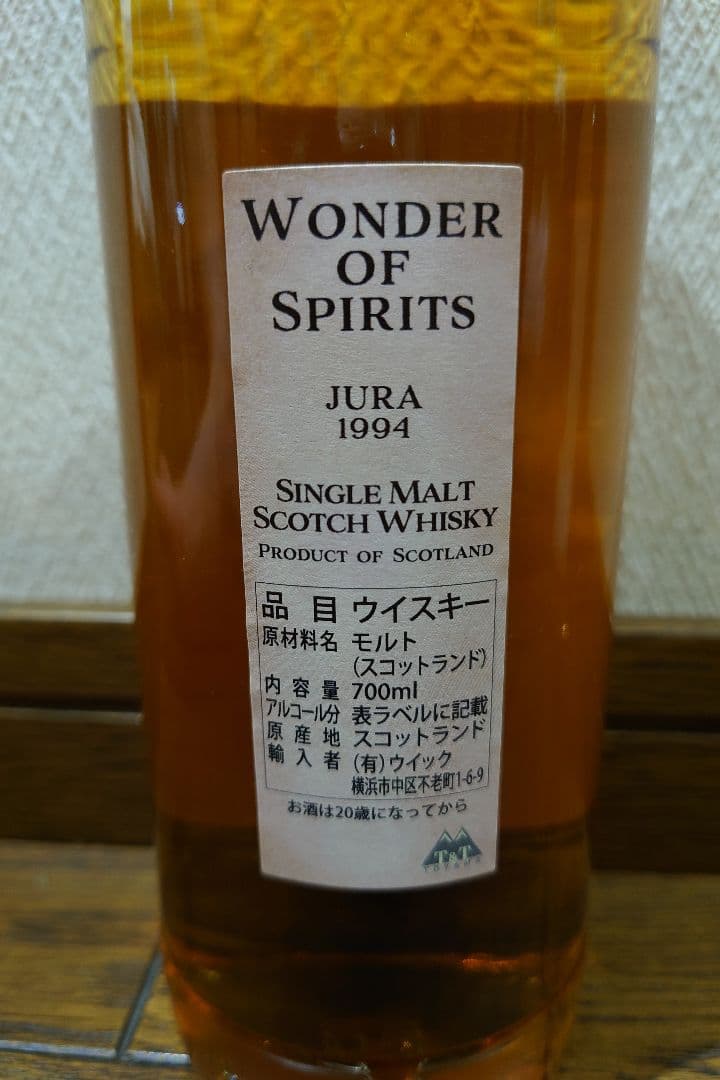 WONDER
OF
SPIRITS
JURA
1994
SINGLE MALT
SCOTCH WHISKY
PRODUCT OF SCOTLAND
品目 ウイスキー
原材料名 モルト
(スコットランド)
内容量 700ml
アルコール分 表ラベルに記載
原産地 スコットランド
輸入者 (有)ウイック
横浜市中区不老町1-6-9
お酒は20歳になってから
T&T
TOYAMA